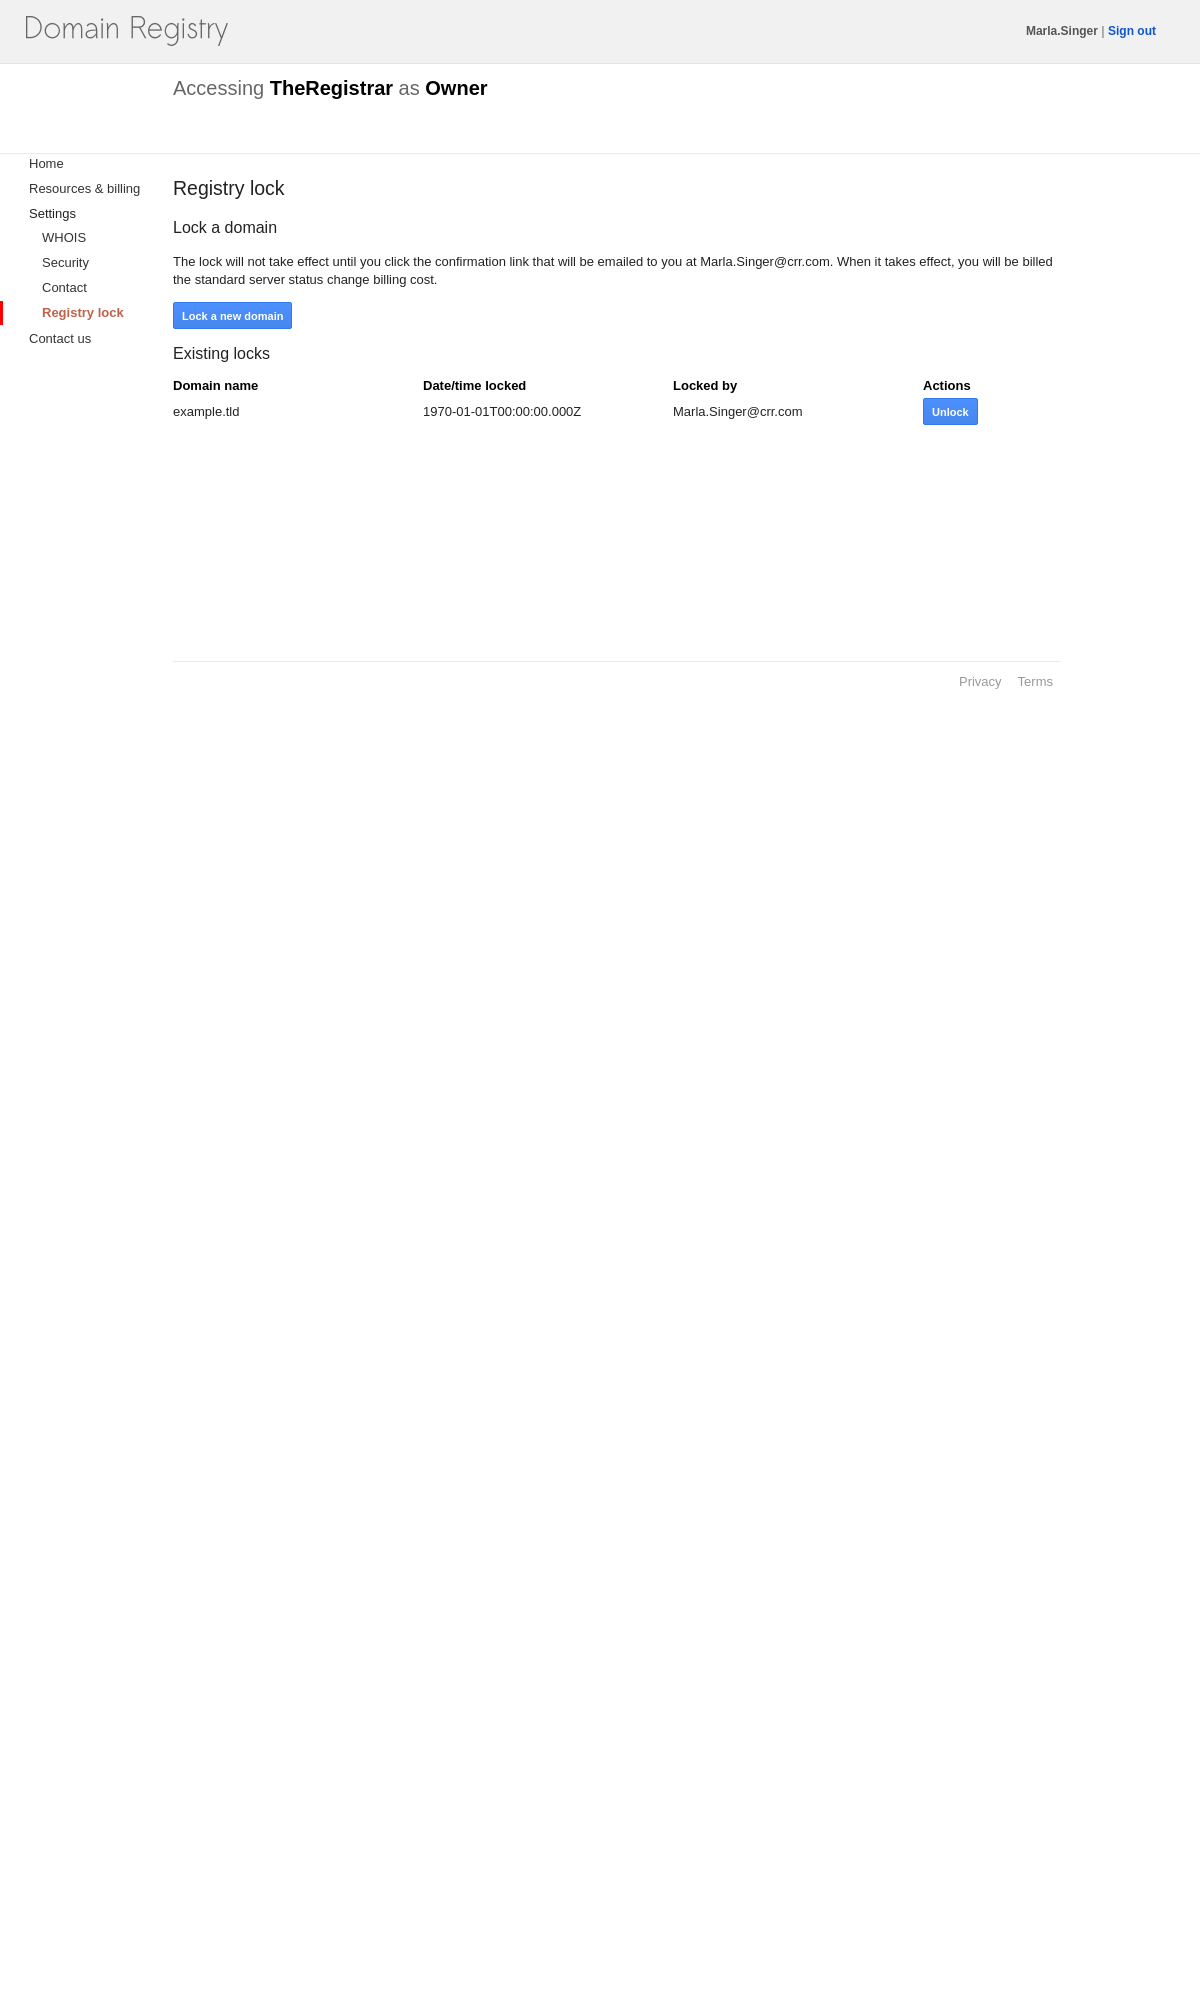 Domain Registry
Marla.Singer | Sign out
Accessing TheRegistrar as Owner
Home
Resources & billing
Settings
WHOIS
Security
Contact
Registry lock
Contact us
Registry lock
Lock a domain
The lock will not take effect until you click the confirmation link that will be emailed to you at Marla.Singer@crr.com. When it takes effect, you will be billed
the standard server status change billing cost.
Lock a new domain
Existing locks
Domain name Date/time locked Locked by Actions
example.tld 1970-01-01T00:00:00.000Z Marla.Singer@crr.com Unlock
Privacy Terms